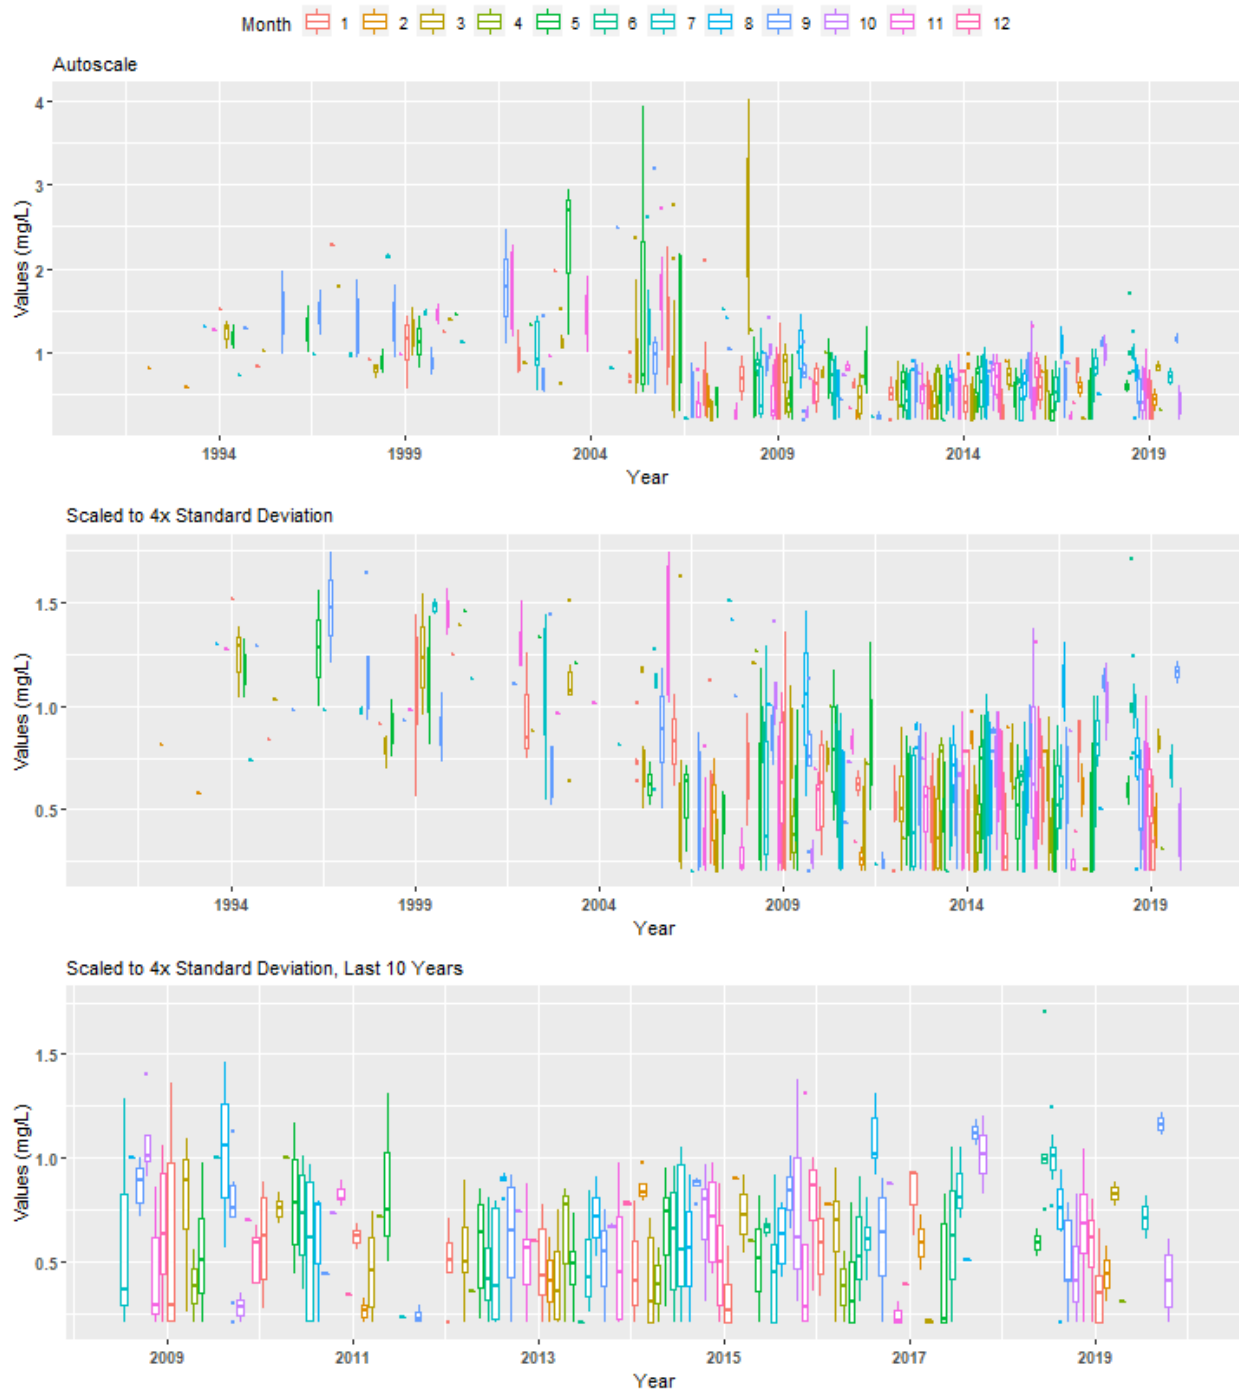 Month 1 2 3 4 5 6 7 8 9 10 11 12
Autoscale
4
3
2
1
Values (mg/L)
1994 1999 2004 2009 2014 2019
Year
Scaled to 4x Standard Deviation
1.5
1.0
0.5
Values (mg/L)
1994 1999 2004 2009 2014 2019
Year
Scaled to 4x Standard Deviation, Last 10 Years
1.5
1.0
0.5
Values (mg/L)
2009 2011 2013 2015 2017 2019
Year